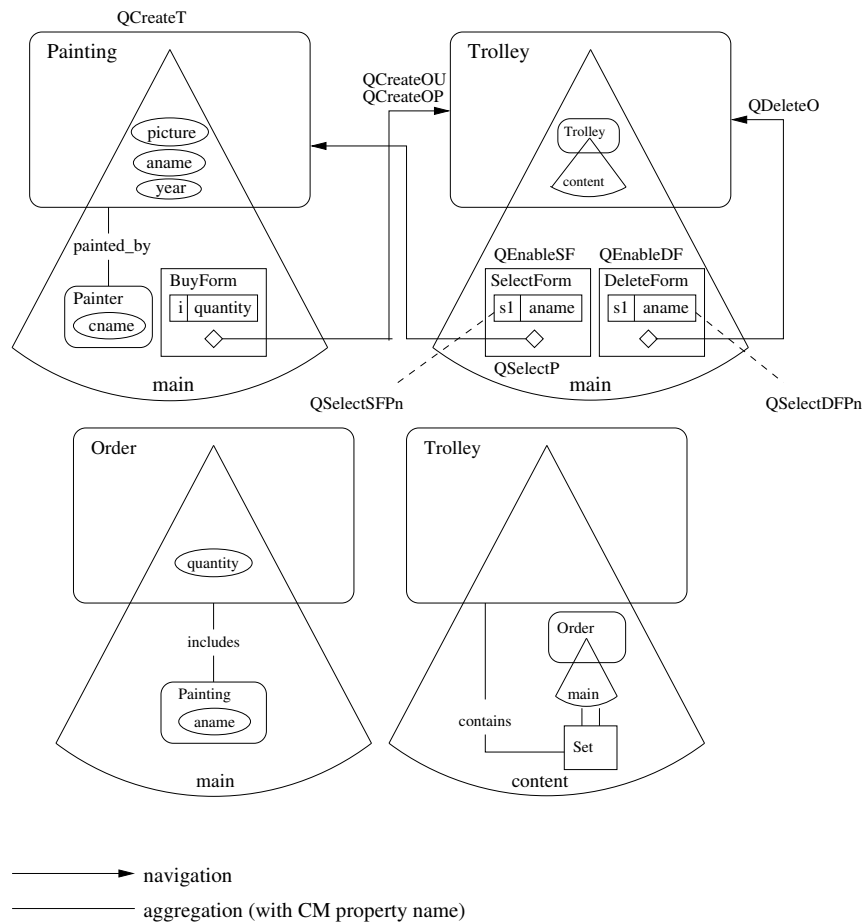 QCreateT
Painting
picture
aname
year
painted_by
Painter
cname
BuyForm
i quantity
main
QCreateOU
QCreateOP
Trolley
Trolley
content
QDeleteO
QEnableSF
SelectForm
s1 aname
QSelectP
QEnableDF
DeleteForm
s1 aname
main
QSelectSFPn
QSelectDFPn
Order
quantity
includes
Painting
aname
main
Trolley
Order
main
contains
Set
content
navigation
aggregation (with CM property name)